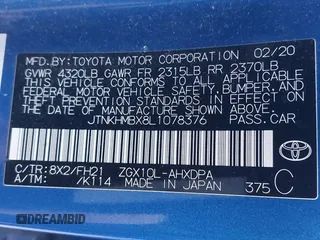 MFD.BY:TOYOTA MOTOR CORPORATION 02/20
GVWR 4320LB GAWR FR 2315LB RR 2370LB
THIS VEHICLE CONFORMS TO ALL APPLICABLE
FEDERAL MOTOR VEHICLE SAFETY, BUMPER, AND
THEFT PREVENTION STANDARDS IN EFFECT ON
THE DATE OF MANUFACTURE SHOWN ABOVE.
JTNKHMBX8L1078376 PASS.CAR
C/TR:8X2/FH21 ZGX10L-AHXDPA
A/TM: /K114 MADE IN JAPAN 375 C
TOYOTA
DREAMBID